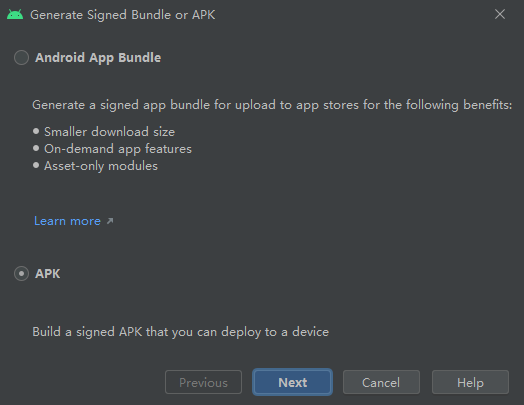 Generate Signed Bundle or APK
Android App Bundle
Generate a signed app bundle for upload to app stores for the following benefits:
• Smaller download size
• On-demand app features
• Asset-only modules
Learn more ↗
APK
Build a signed APK that you can deploy to a device
Previous Next Cancel Help